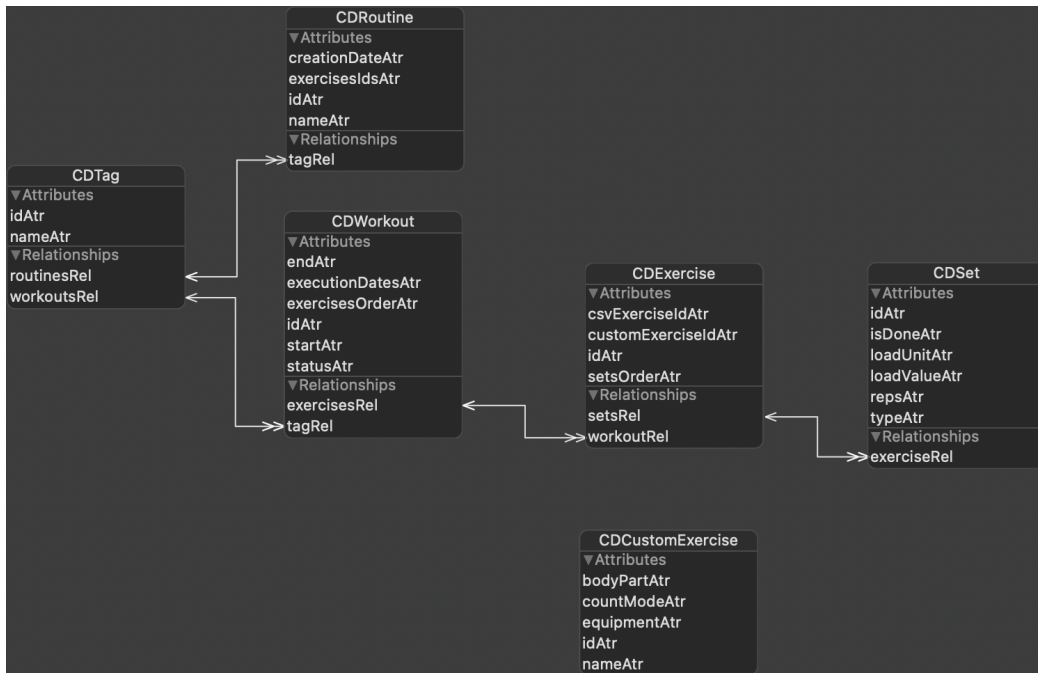 CDRoutine
▼Attributes
creationDateAtr
exercisesIdsAtr
idAtr
nameAtr
▼Relationships
tagRel
CDTag
▼Attributes
idAtr
nameAtr
▼Relationships
routinesRel
workoutsRel
CDWorkout
▼Attributes
endAtr
executionDatesAtr
exercisesOrderAtr
idAtr
startAtr
statusAtr
▼Relationships
exercisesRel
tagRel
CDExercise
▼Attributes
csvExerciseIdAtr
customExerciseIdAtr
idAtr
setsOrderAtr
▼Relationships
setsRel
workoutRel
CDSet
▼Attributes
idAtr
isDoneAtr
loadUnitAtr
loadValueAtr
repsAtr
typeAtr
▼Relationships
exerciseRel
CDCustomExercise
▼Attributes
bodyPartAtr
countModeAtr
equipmentAtr
idAtr
nameAtr